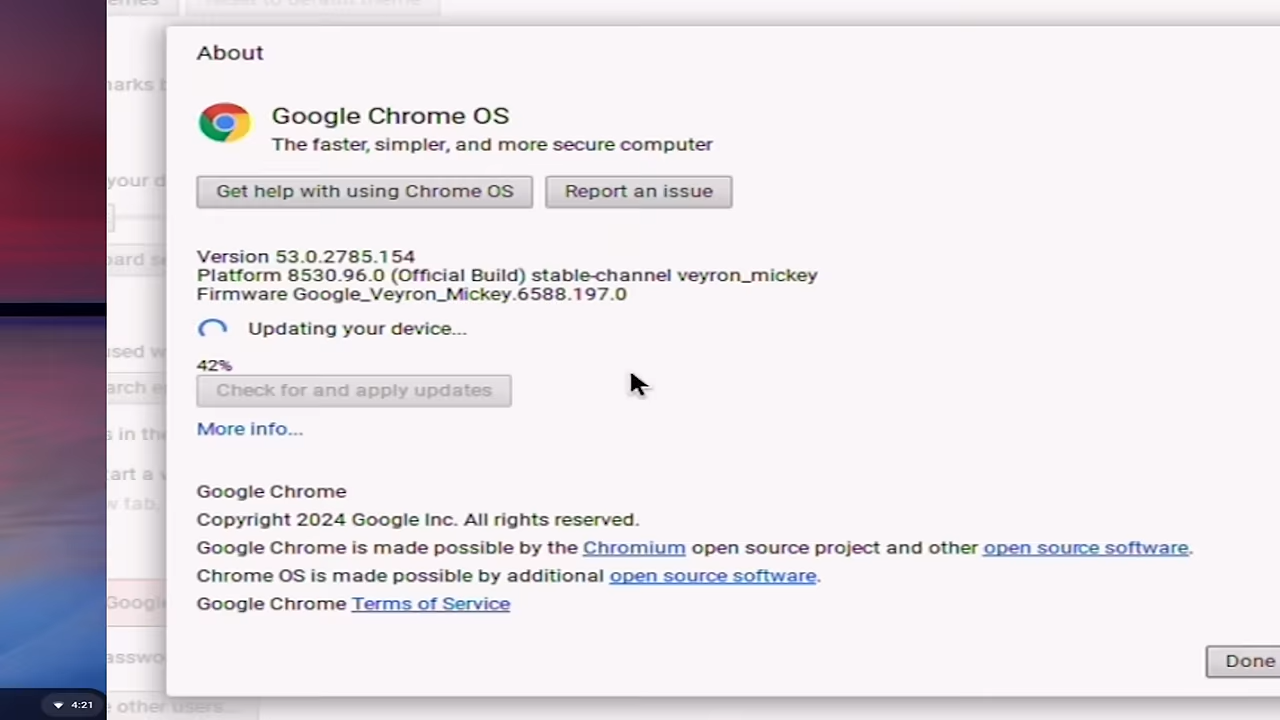 About
Google Chrome OS
The faster, simpler, and more secure computer
Get help with using Chrome OS
Report an issue
Version 53.0.2785.154
Platform 8530.96.0 (Official Build) stable-channel veyron_mickey
Firmware Google_Veyron_Mickey.6588.197.0
Updating your device...
42%
Check for and apply updates
More info...
Google Chrome
Copyright 2024 Google Inc. All rights reserved.
Google Chrome is made possible by the Chromium open source project and other open source software.
Chrome OS is made possible by additional open source software.
Google Chrome Terms of Service
Done
4:21
other users...